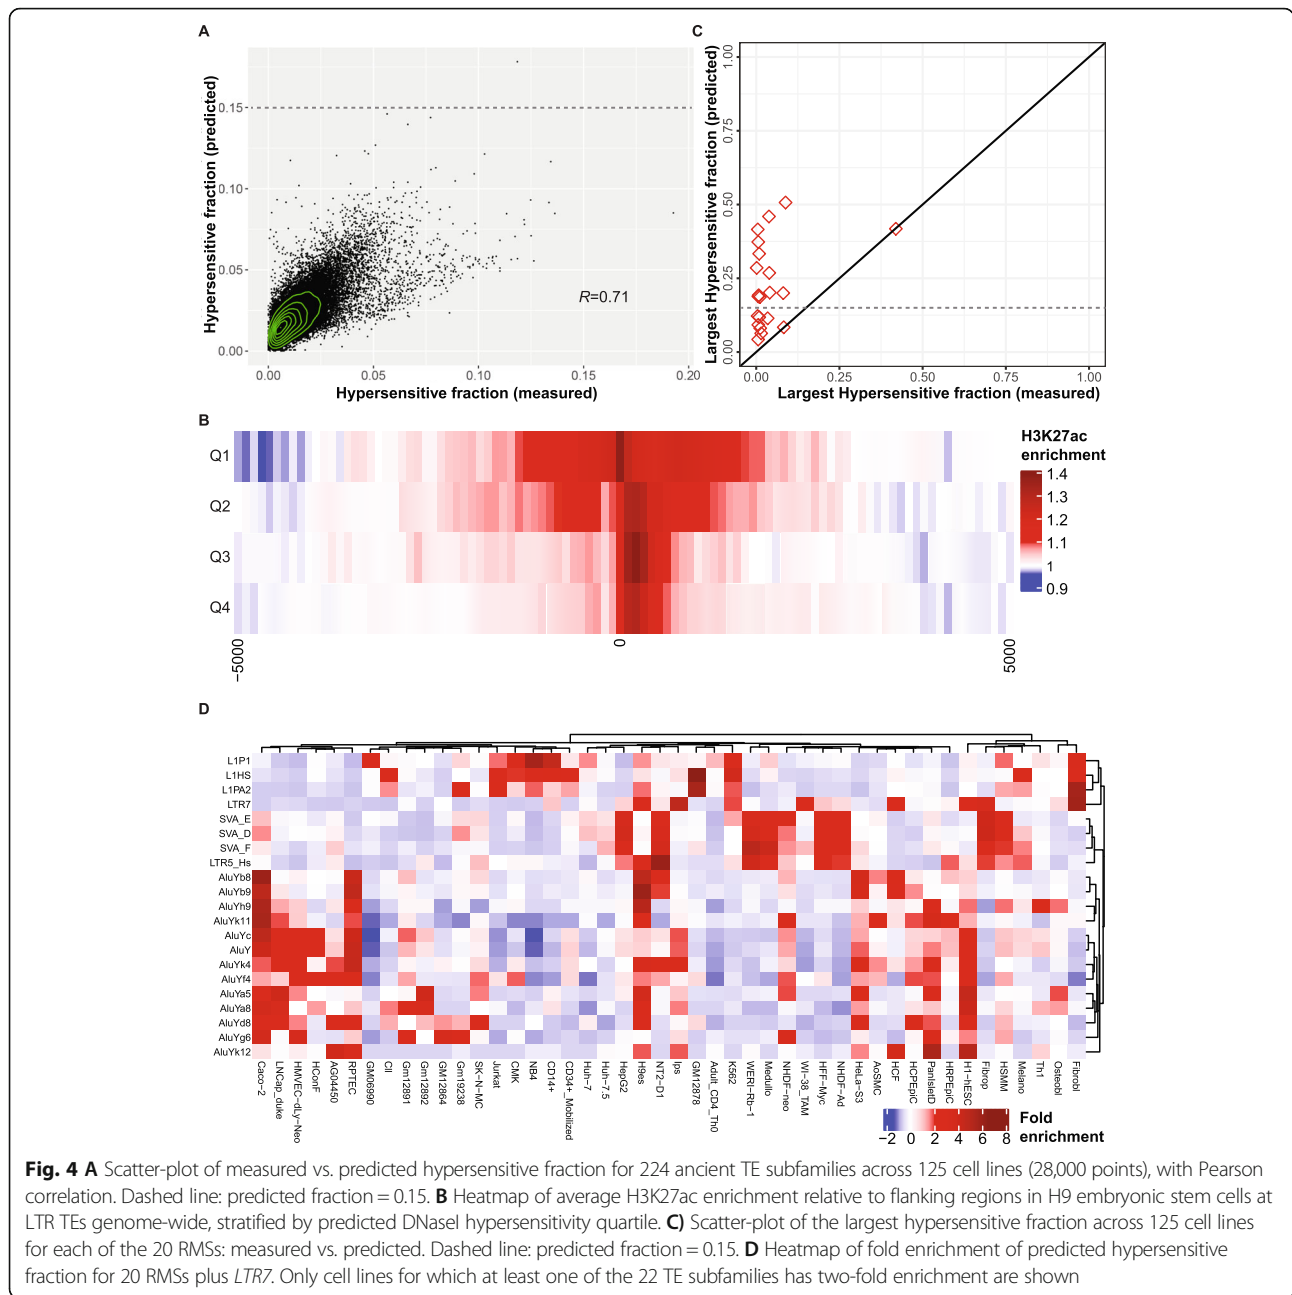 A
Hypersensitive fraction (predicted)
0.15
0.10
0.05
0.00
R=0.71
0.00
0.05
0.10
0.15
0.20
Hypersensitive fraction (measured)
C
Largest Hypersensitive fraction (predicted)
1.00
0.75
0.50
0.25
0.00
0.00
0.25
0.50
0.75
1.00
Largest Hypersensitive fraction (measured)
B
Q1
Q2
Q3
Q4
−5000
0
5000
H3K27ac
enrichment
1.4
1.3
1.2
1.1
1
0.9
D
L1P1
L1HS
L1PA2
LTR7
SVA_E
SVA_D
SVA_F
LTR5_Hs
AluYb8
AluYb9
AluYh9
AluYk11
AluYc
AluY
AluYk4
AluYf4
AluYa5
AluYa8
AluYd8
AluYg6
AluYk12
Caco−2
LNCap_duke
HMVEC−dLy−Neo
HConF
AG04450
RPTEC
GM06990
Cll
Gm12891
Gm12892
GM12864
Gm19238
SK−N−MC
Jurkat
CMK
NB4
CD14+
CD34+_Mobilized
Huh−7
Huh−7.5
HepG2
H9es
NT2−D1
Ips
GM12878
Adult_CD4_Th0
K562
WERI−Rb−1
Medullo
NHDF−neo
WI−38_TAM
HFF−Myc
NHDF−Ad
HeLa−S3
AoSMC
HCF
HCPEpiC
PanIsletD
HRPEpiC
H1−hESC
Fibrop
HSMM
Melano
Th1
Osteobl
Fibrobl
−2 0 2 4 6 8
Fold
enrichment
Fig. 4 A Scatter-plot of measured vs. predicted hypersensitive fraction for 224 ancient TE subfamilies across 125 cell lines (28,000 points), with Pearson
correlation. Dashed line: predicted fraction = 0.15. B Heatmap of average H3K27ac enrichment relative to flanking regions in H9 embryonic stem cells at
LTR TEs genome-wide, stratified by predicted DNaseI hypersensitivity quartile. C) Scatter-plot of the largest hypersensitive fraction across 125 cell lines
for each of the 20 RMSs: measured vs. predicted. Dashed line: predicted fraction = 0.15. D Heatmap of fold enrichment of predicted hypersensitive
fraction for 20 RMSs plus LTR7. Only cell lines for which at least one of the 22 TE subfamilies has two-fold enrichment are shown